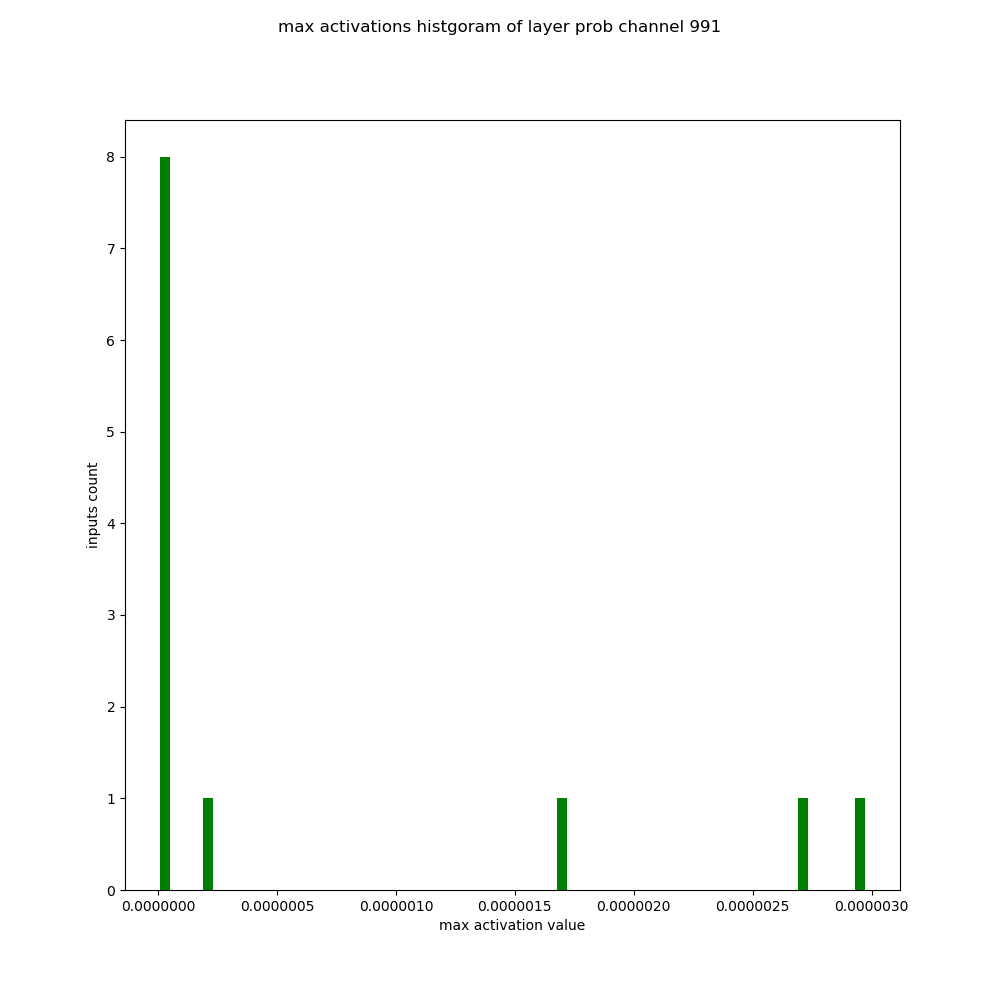 max activations histgoram of layer prob channel 991
8
7
6
5
4
3
2
1
0
inputs count
0.0000000 0.0000005 0.0000010 0.0000015 0.0000020 0.0000025 0.0000030
max activation value